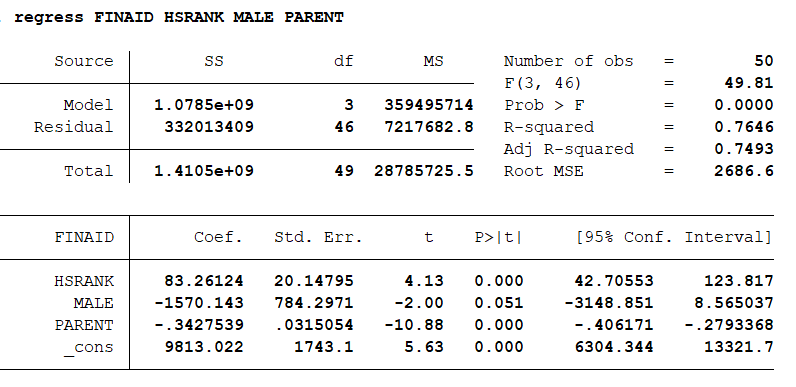 . regress FINAID HSRANK MALE PARENT
Source SS df MS Number of obs = 50
F(3, 46) = 49.81
Model 1.0785e+09 3 359495714 Prob > F = 0.0000
Residual 332013409 46 7217682.8 R-squared = 0.7646
Adj R-squared = 0.7493
Total 1.4105e+09 49 28785725.5 Root MSE = 2686.6
FINAID Coef. Std. Err. t P>|t| [95% Conf. Interval]
HSRANK 83.26124 20.14795 4.13 0.000 42.70553 123.817
MALE -1570.143 784.2971 -2.00 0.051 -3148.851 8.565037
PARENT -.3427539 .0315054 -10.88 0.000 -.406171 -.2793368
_cons 9813.022 1743.1 5.63 0.000 6304.344 13321.7